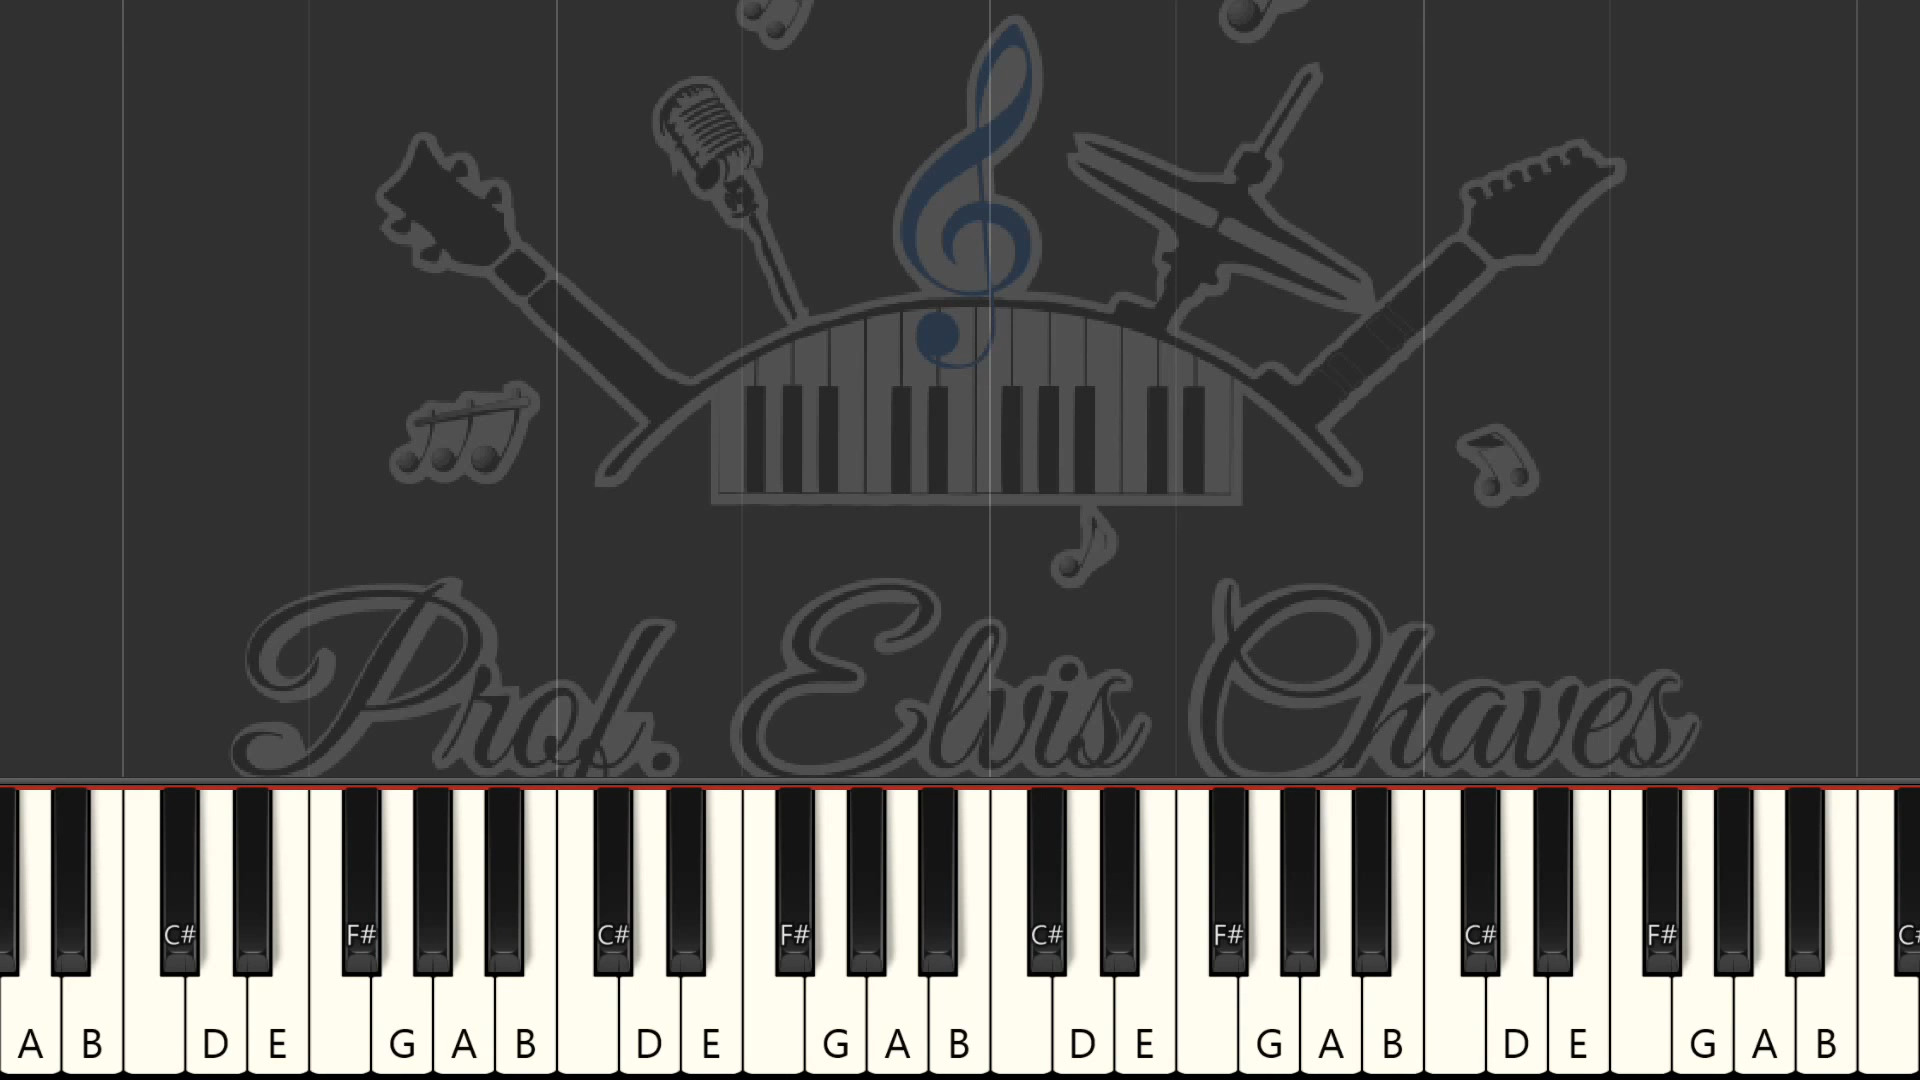 Prof. Elvis Chaves
C# F# C# F# C# F# C# F# C#
A B D E G A B D E G A B D E G A B D E G A B